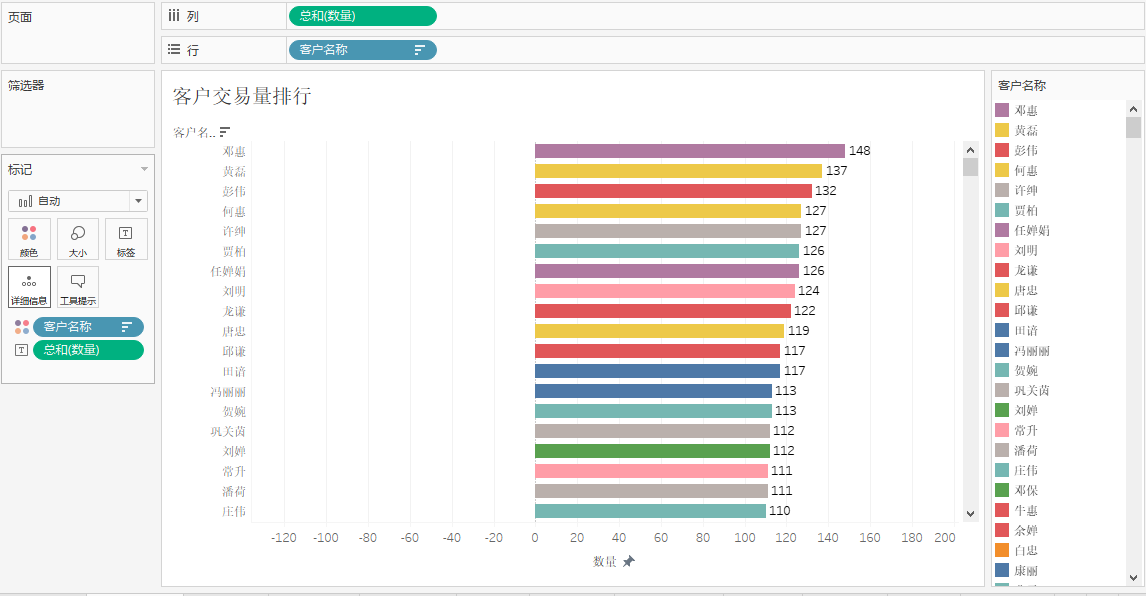 页面
列
总和(数量)
行
客户名称
筛选器
标记
自动
颜色
大小
标签
详细信息
工具提示
客户名称
总和(数量)
客户交易量排行
客户名..
邓惠 148
黄磊 137
彭伟 132
何惠 127
许绅 127
贾柏 126
任婵娟 126
刘明 124
龙谦 122
唐忠 119
邱谦 117
田谙 117
冯丽丽 113
贺婉 113
巩关茵 112
刘婵 112
常升 111
潘荷 111
庄伟 110
-120 -100 -80 -60 -40 -20 0 20 40 60 80 100 120 140 160 180 200
数量
客户名称
邓惠
黄磊
彭伟
何惠
许绅
贾柏
任婵娟
刘明
龙谦
唐忠
邱谦
田谙
冯丽丽
贺婉
巩关茵
刘婵
常升
潘荷
庄伟
邓保
牛惠
余婵
白忠
康丽